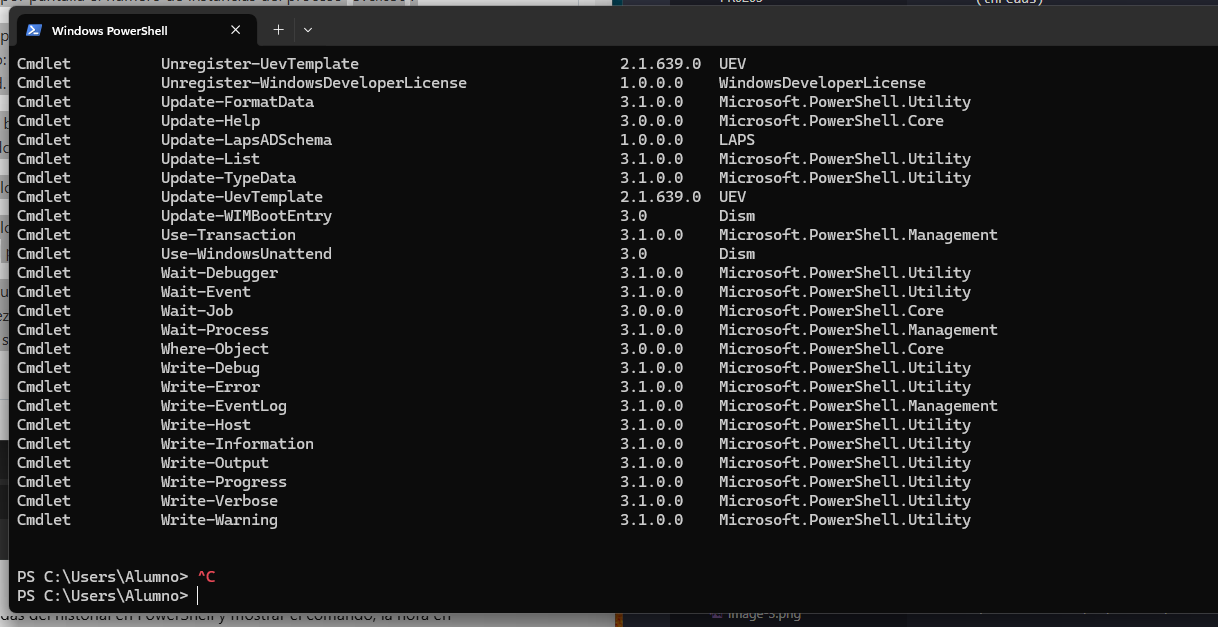 Windows PowerShell
Cmdlet Unregister-UevTemplate 2.1.639.0 UEV
Cmdlet Unregister-WindowsDeveloperLicense 1.0.0.0 WindowsDeveloperLicense
Cmdlet Update-FormatData 3.1.0.0 Microsoft.PowerShell.Utility
Cmdlet Update-Help 3.0.0.0 Microsoft.PowerShell.Core
Cmdlet Update-LapsADSchema 1.0.0.0 LAPS
Cmdlet Update-List 3.1.0.0 Microsoft.PowerShell.Utility
Cmdlet Update-TypeData 3.1.0.0 Microsoft.PowerShell.Utility
Cmdlet Update-UevTemplate 2.1.639.0 UEV
Cmdlet Update-WIMBootEntry 3.0 Dism
Cmdlet Use-Transaction 3.1.0.0 Microsoft.PowerShell.Management
Cmdlet Use-WindowsUnattend 3.0 Dism
Cmdlet Wait-Debugger 3.1.0.0 Microsoft.PowerShell.Utility
Cmdlet Wait-Event 3.1.0.0 Microsoft.PowerShell.Utility
Cmdlet Wait-Job 3.0.0.0 Microsoft.PowerShell.Core
Cmdlet Wait-Process 3.1.0.0 Microsoft.PowerShell.Management
Cmdlet Where-Object 3.0.0.0 Microsoft.PowerShell.Core
Cmdlet Write-Debug 3.1.0.0 Microsoft.PowerShell.Utility
Cmdlet Write-Error 3.1.0.0 Microsoft.PowerShell.Utility
Cmdlet Write-EventLog 3.1.0.0 Microsoft.PowerShell.Management
Cmdlet Write-Host 3.1.0.0 Microsoft.PowerShell.Utility
Cmdlet Write-Information 3.1.0.0 Microsoft.PowerShell.Utility
Cmdlet Write-Output 3.1.0.0 Microsoft.PowerShell.Utility
Cmdlet Write-Progress 3.1.0.0 Microsoft.PowerShell.Utility
Cmdlet Write-Verbose 3.1.0.0 Microsoft.PowerShell.Utility
Cmdlet Write-Warning 3.1.0.0 Microsoft.PowerShell.Utility
PS C:\Users\Alumno> ^C
PS C:\Users\Alumno>
das del historial en PowerShell y mostrar el comando, la hora en
image-3.png